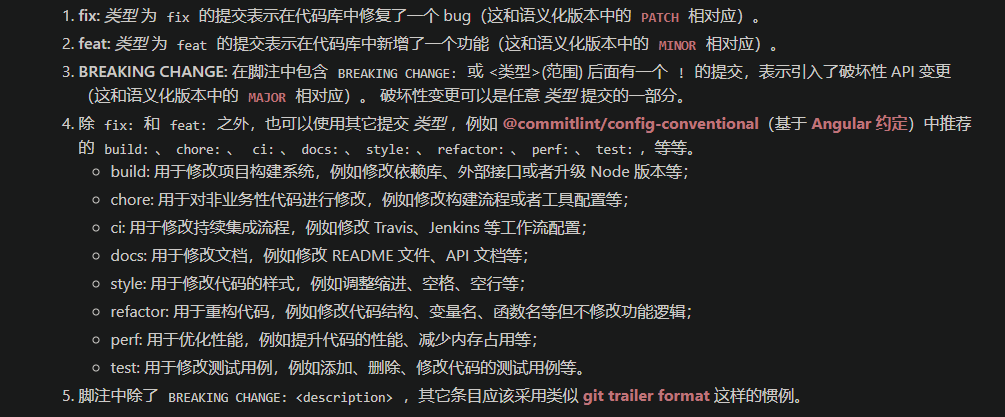 1. fix: 类型 为 fix 的提交表示在代码库中修复了一个 bug（这和语义化版本中的 PATCH 相对应）。
2. feat: 类型 为 feat 的提交表示在代码库中新增了一个功能（这和语义化版本中的 MINOR 相对应）。
3. BREAKING CHANGE: 在脚注中包含 BREAKING CHANGE: 或 <类型>(范围) 后面有一个 ! 的提交，表示引入了破坏性 API 变更
（这和语义化版本中的 MAJOR 相对应）。 破坏性变更可以是任意 类型 提交的一部分。
4. 除 fix: 和 feat: 之外，也可以使用其它提交 类型 ，例如 @commitlint/config-conventional（基于 Angular 约定）中推荐
的 build: 、 chore: 、 ci: 、 docs: 、 style: 、 refactor: 、 perf: 、 test: ，等等。
○ build: 用于修改项目构建系统，例如修改依赖库、外部接口或者升级 Node 版本等；
○ chore: 用于对非业务性代码进行修改，例如修改构建流程或者工具配置等；
○ ci: 用于修改持续集成流程，例如修改 Travis、Jenkins 等工作流配置；
○ docs: 用于修改文档，例如修改 README 文件、API 文档等；
○ style: 用于修改代码的样式，例如调整缩进、空格、空行等；
○ refactor: 用于重构代码，例如修改代码结构、变量名、函数名等但不修改功能逻辑；
○ perf: 用于优化性能，例如提升代码的性能、减少内存占用等；
○ test: 用于修改测试用例，例如添加、删除、修改代码的测试用例等。
5. 脚注中除了 BREAKING CHANGE: <description> ，其它条目应该采用类似 git trailer format 这样的惯例。